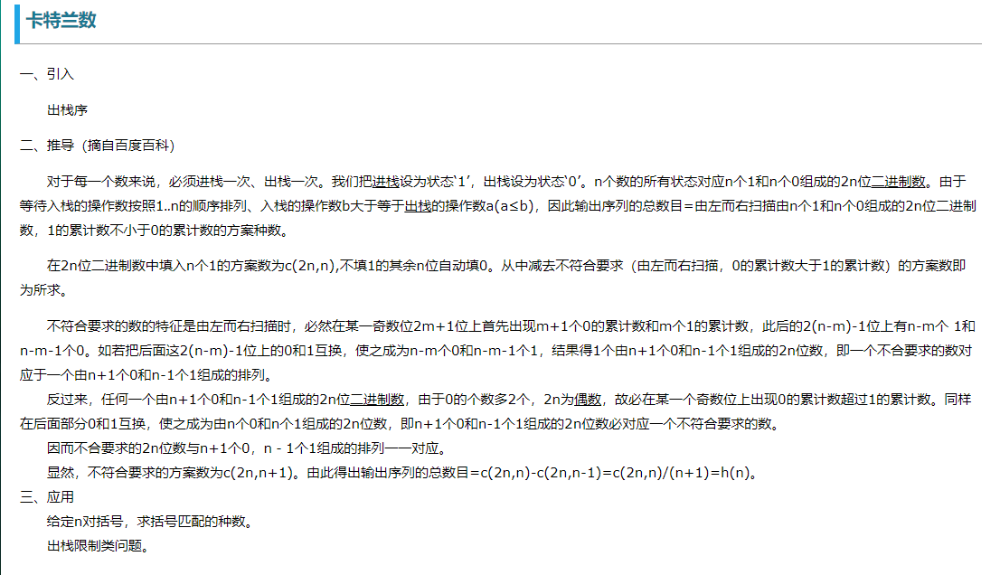 卡特兰数
一、引入
出栈序
二、推导（摘自百度百科）
对于每一个数来说，必须进栈一次、出栈一次。我们把进栈设为状态‘1’，出栈设为状态‘0’。n个数的所有状态对应n个1和n个0组成的2n位二进制数。由于
等待入栈的操作数按照1..n的顺序排列、入栈的操作数b大于等于出栈的操作数a(a≤b)，因此输出序列的总数目=由左而右扫描由n个1和n个0组成的2n位二进制
数，1的累计数不小于0的累计数的方案种数。
在2n位二进制数中填入n个1的方案数为c(2n,n),不填1的其余n位自动填0。从中减去不符合要求（由左而右扫描，0的累计数大于1的累计数）的方案数即
为所求。
不符合要求的数的特征是由左而右扫描时，必然在某一奇数位2m+1位上首先出现m+1个0的累计数和m个1的累计数，此后的2(n-m)-1位上有n-m个 1和
n-m-1个0。如若把后面这2(n-m)-1位上的0和1互换，使之成为n-m个0和n-m-1个1，结果得1个由n+1个0和n-1个1组成的2n位数，即一个不合要求的数对
应于一个由n+1个0和n-1个1组成的排列。
反过来，任何一个由n+1个0和n-1个1组成的2n位二进制数，由于0的个数多2个，2n为偶数，故必在某一个奇数位上出现0的累计数超过1的累计数。同样
在后面部分0和1互换，使之成为由n个0和n个1组成的2n位数，即n+1个0和n-1个1组成的2n位数必对应一个不符合要求的数。
因而不合要求的2n位数与n+1个0，n－1个1组成的排列一一对应。
显然，不符合要求的方案数为c(2n,n+1)。由此得出输出序列的总数目=c(2n,n)-c(2n,n-1)=c(2n,n)/(n+1)=h(n)。
三、应用
给定n对括号，求括号匹配的种数。
出栈限制类问题。